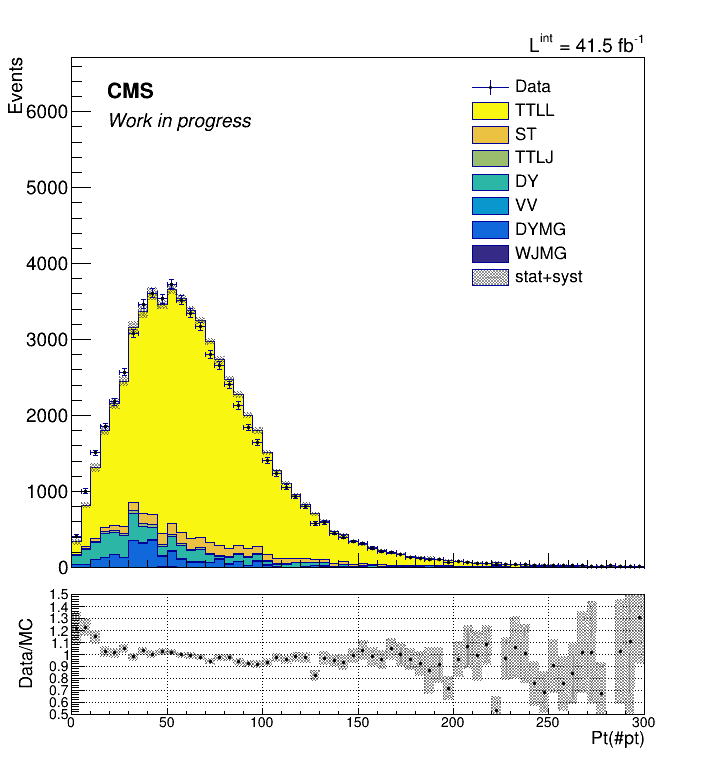 L^int = 41.5 fb^-1
Events
CMS
Work in progress
Data
TTLL
ST
TTLJ
DY
VV
DYMG
WJMG
stat+syst
6000
5000
4000
3000
2000
1000
0
Data/MC
1.5
1.4
1.3
1.2
1.1
1
0.9
0.8
0.7
0.6
0.5
0 50 100 150 200 250 300
Pt(#pt)